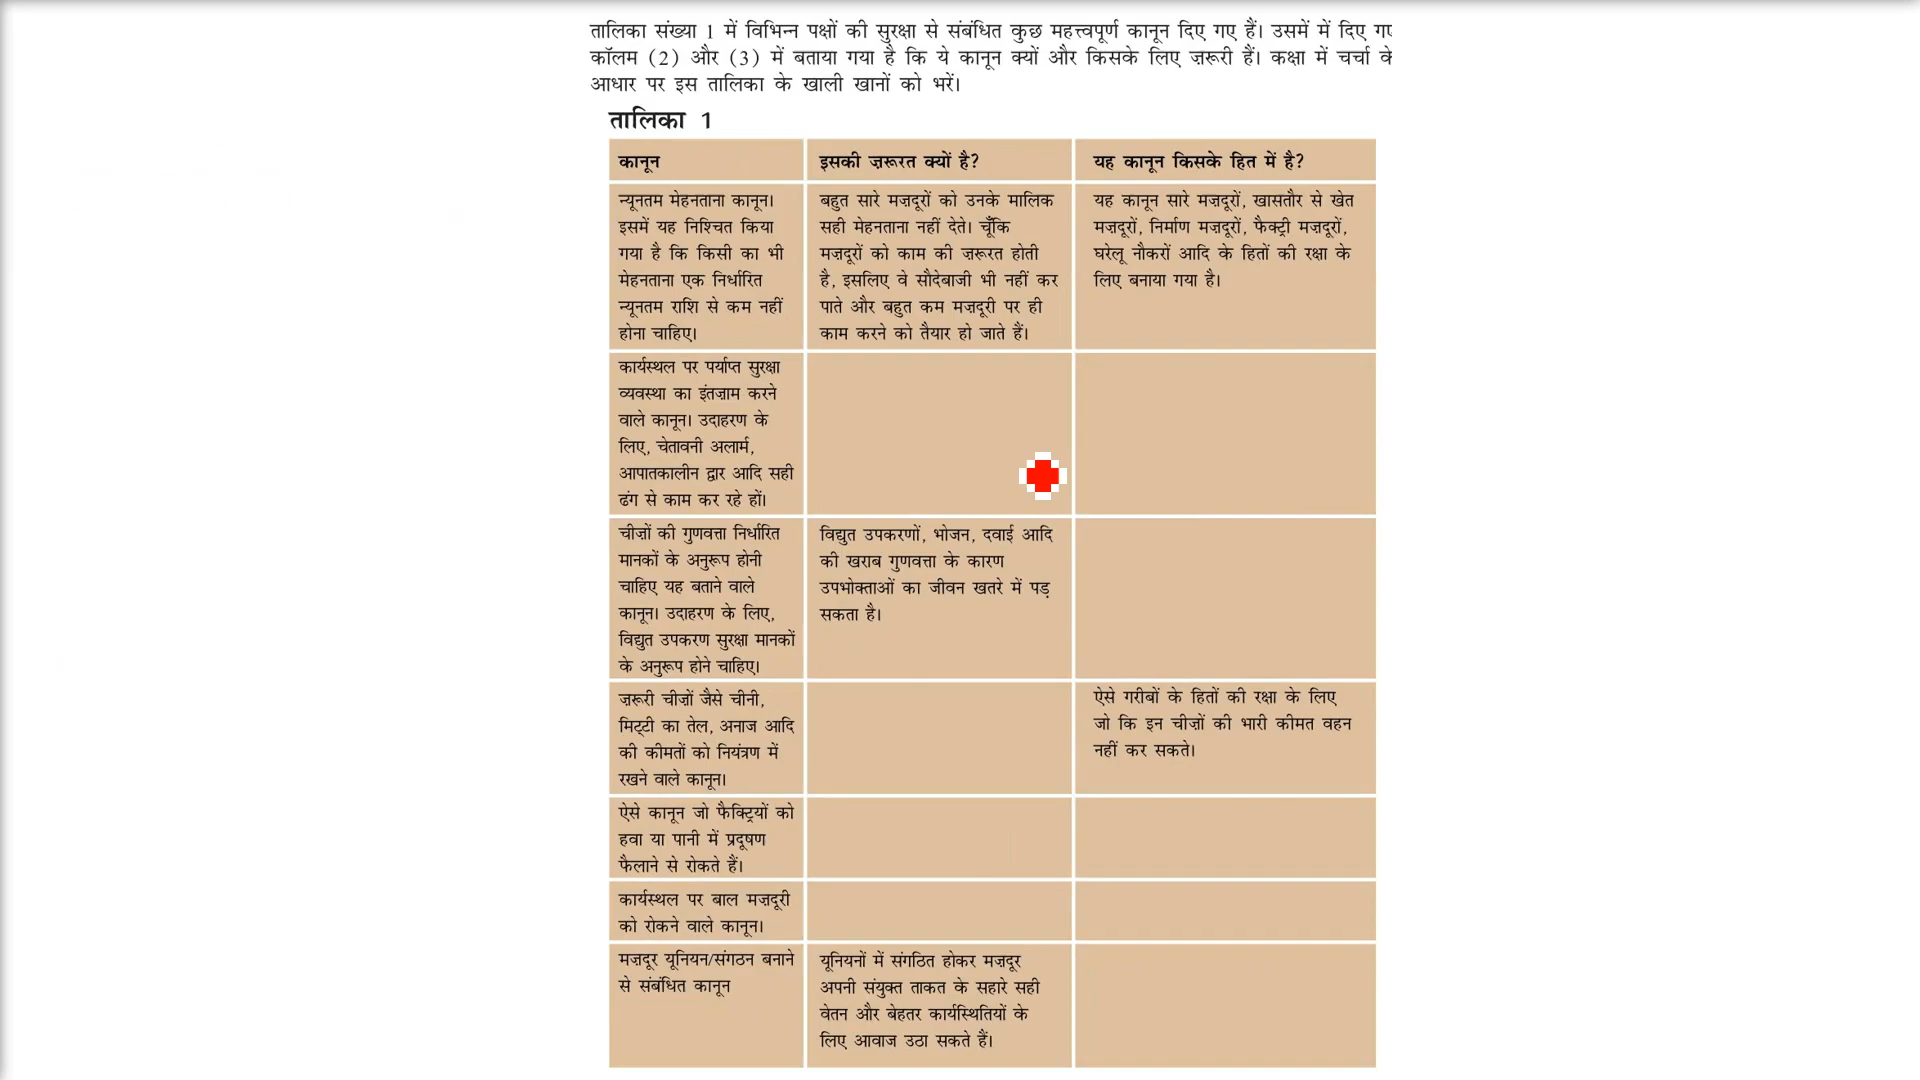 तालिका संख्या 1 में विभिन्न पक्षों की सुरक्षा से संबंधित कुछ महत्त्वपूर्ण कानून दिए गए हैं। उसमें में दिए गए
कॉलम (2) और (3) में बताया गया है कि ये कानून क्यों और किसके लिए ज़रूरी हैं। कक्षा में चर्चा के
आधार पर इस तालिका के खाली खानों को भरें।
तालिका 1
कानून
इसकी ज़रूरत क्यों है?
यह कानून किसके हित में है?
न्यूनतम मेहनताना कानून।
इसमें यह निश्चित किया
गया है कि किसी का भी
मेहनताना एक निर्धारित
न्यूनतम राशि से कम नहीं
होना चाहिए।
बहुत सारे मज़दूरों को उनके मालिक
सही मेहनताना नहीं देते। चूँकि
मज़दूरों को काम की ज़रूरत होती
है, इसलिए वे सौदेबाजी भी नहीं कर
पाते और बहुत कम मज़दूरी पर ही
काम करने को तैयार हो जाते हैं।
यह कानून सारे मज़दूरों, खासतौर से खेत
मज़दूरों, निर्माण मज़दूरों, फैक्ट्री मज़दूरों,
घरेलू नौकरों आदि के हितों की रक्षा के
लिए बनाया गया है।
कार्यस्थल पर पर्याप्त सुरक्षा
व्यवस्था का इंतज़ाम करने
वाले कानून। उदाहरण के
लिए, चेतावनी अलार्म,
आपातकालीन द्वार आदि सही
ढंग से काम कर रहे हों।
चीज़ों की गुणवत्ता निर्धारित
मानकों के अनुरूप होनी
चाहिए यह बताने वाले
कानून। उदाहरण के लिए,
विद्युत उपकरण सुरक्षा मानकों
के अनुरूप होने चाहिए।
विद्युत उपकरणों, भोजन, दवाई आदि
की खराब गुणवत्ता के कारण
उपभोक्ताओं का जीवन खतरे में पड़
सकता है।
ज़रूरी चीज़ों जैसे चीनी,
मिट्टी का तेल, अनाज आदि
की कीमतों को नियंत्रण में
रखने वाले कानून।
ऐसे गरीबों के हितों की रक्षा के लिए
जो कि इन चीज़ों की भारी कीमत वहन
नहीं कर सकते।
ऐसे कानून जो फैक्ट्रियों को
हवा या पानी में प्रदूषण
फैलाने से रोकते हैं।
कार्यस्थल पर बाल मज़दूरी
को रोकने वाले कानून।
मज़दूर यूनियन/संगठन बनाने
से संबंधित कानून
यूनियनों में संगठित होकर मज़दूर
अपनी संयुक्त ताकत के सहारे सही
वेतन और बेहतर कार्यस्थितियों के
लिए आवाज उठा सकते हैं।